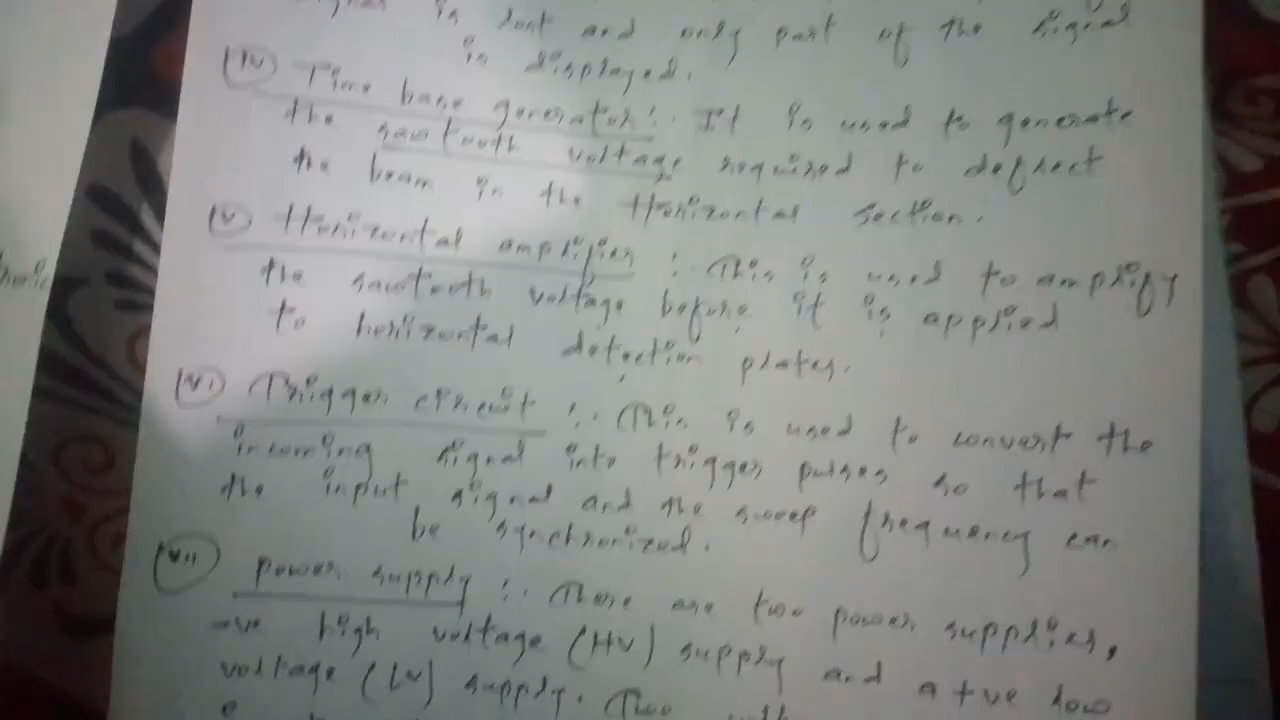 is lost and only part of the signal
is displayed.
(iv) Time base generator :- It is used to generate
the sawtooth voltage required to deflect
the beam in the Horizontal section.
(v) Horizontal amplifier :- This is used to amplify
the sawtooth voltage before it is applied
to horizontal detection plates.
(vi) Trigger circuit :- This is used to convert the
incoming signal into trigger pulses so that
the input signal and the sweep frequency can
be synchronized.
(vii) power supply :- There are two power supplies,
-ve high voltage (HV) supply and a +ve low
voltage (LV) supply. Two